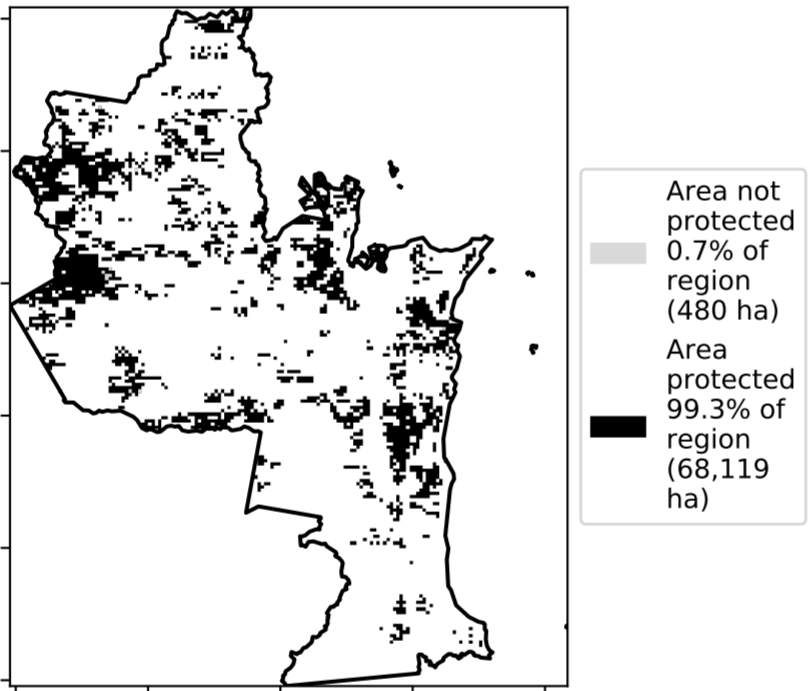 Area not
protected
0.7% of
region
(480 ha)
Area
protected
99.3% of
region
(68,119
ha)